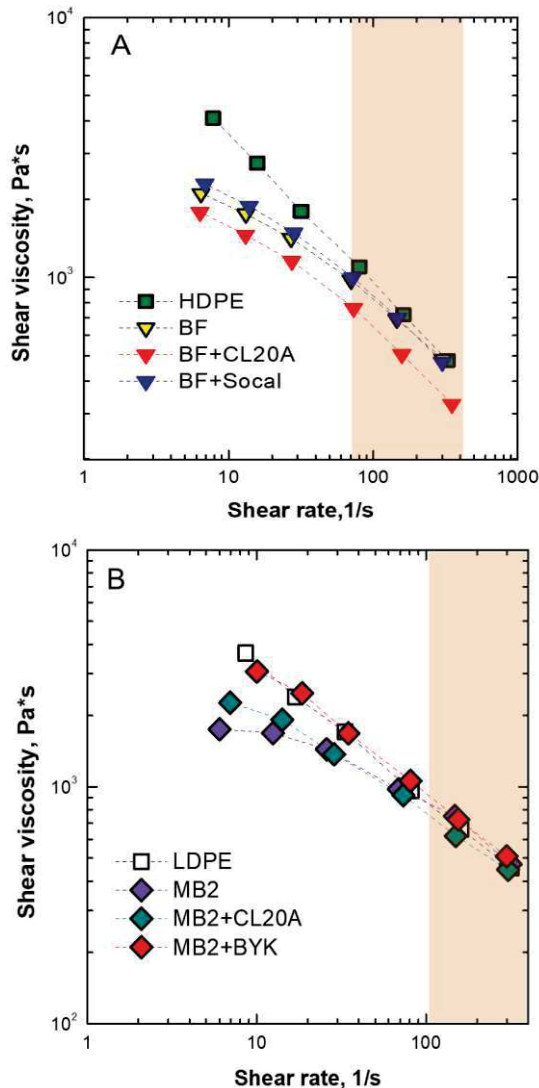 10⁴
A
Shear viscosity, Pa*s
10³
HDPE
BF
BF+CL20A
BF+Socal
1 10 100 1000
Shear rate,1/s
10⁴
B
Shear viscosity, Pa*s
10³
LDPE
MB2
MB2+CL20A
MB2+BYK
10²
10 100
Shear rate, 1/s